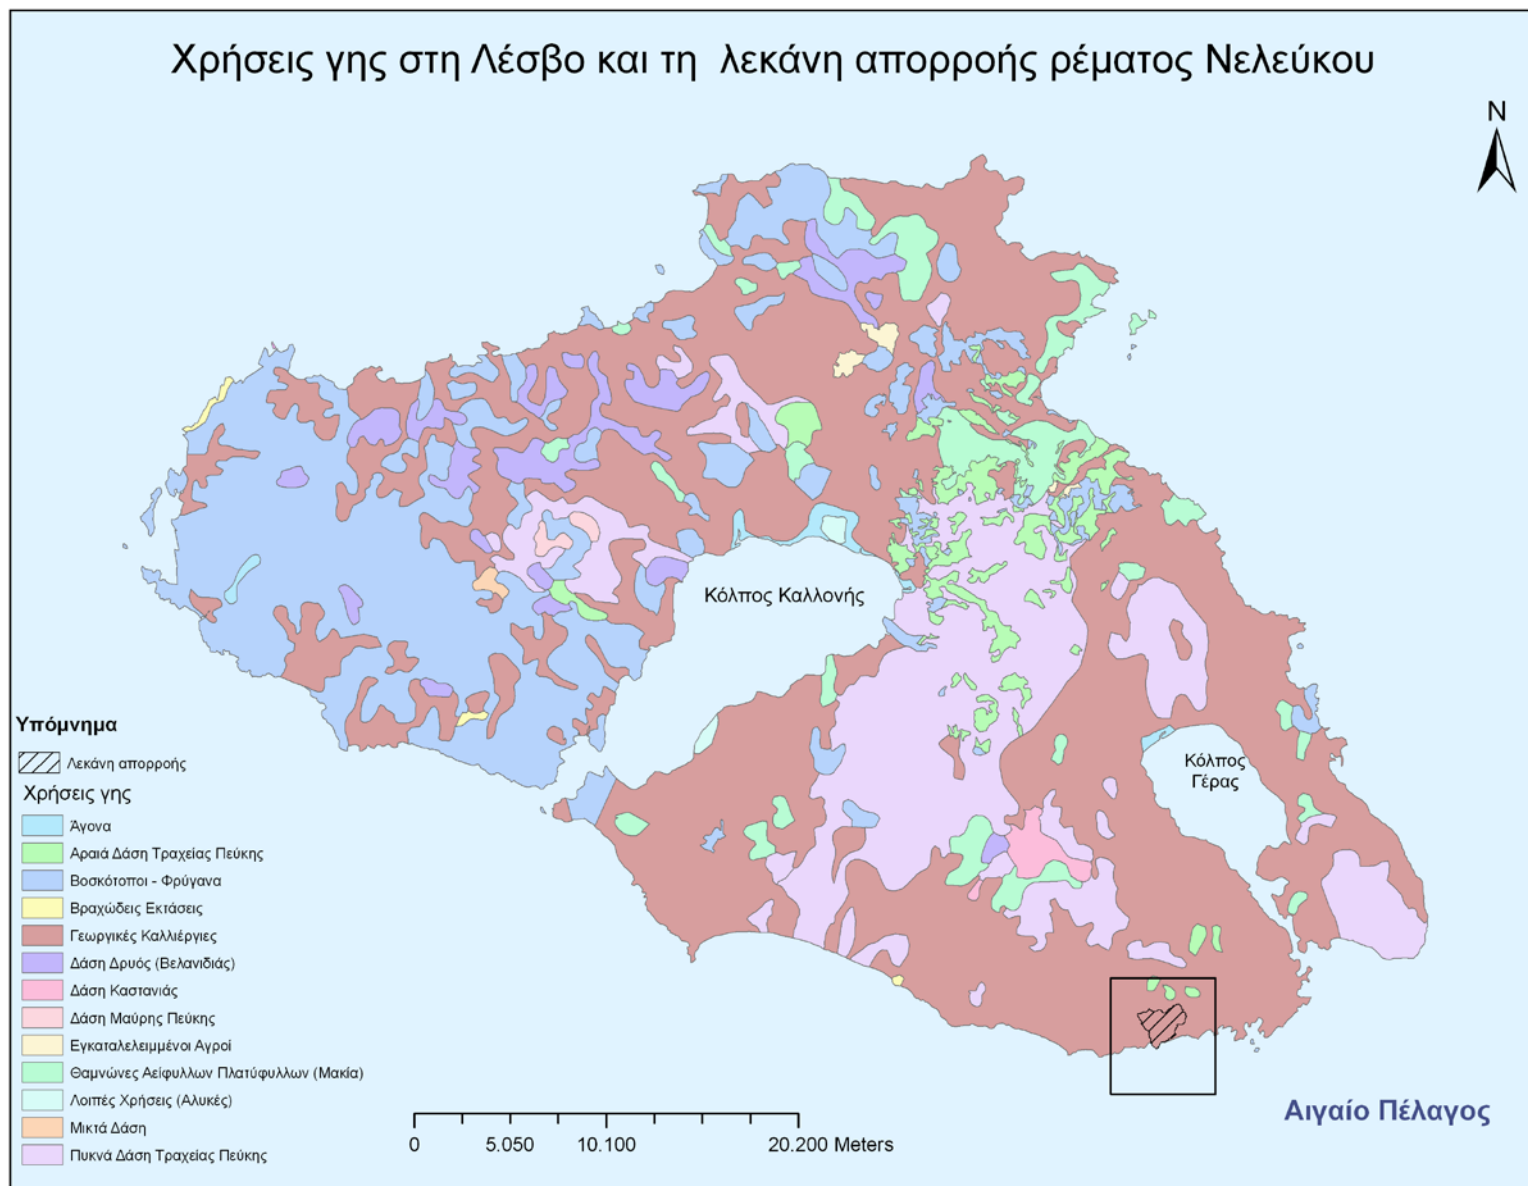 Χρήσεις γης στη Λέσβο και τη λεκάνη απορροής ρέματος Νελεύκου
N
Κόλπος Καλλονής
Κόλπος
Γέρας
Υπόμνημα
Λεκάνη απορροής
Χρήσεις γης
Άγονα
Αραιά Δάση Τραχείας Πεύκης
Βοσκότοποι - Φρύγανα
Βραχώδεις Εκτάσεις
Γεωργικές Καλλιέργιες
Δάση Δρυός (Βελανιδιάς)
Δάση Καστανιάς
Δάση Μαύρης Πεύκης
Εγκαταλελειμμένοι Αγροί
Θαμνώνες Αείφυλλων Πλατύφυλλων (Μακία)
Λοιπές Χρήσεις (Αλυκές)
Μικτά Δάση
Πυκνά Δάση Τραχείας Πεύκης
0 5.050 10.100 20.200 Meters
Αιγαίο Πέλαγος